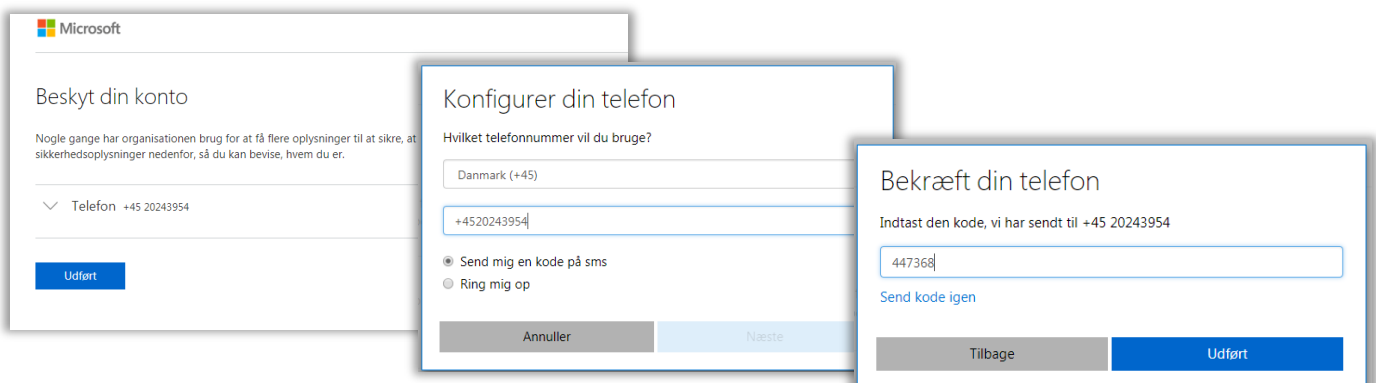 Microsoft
Beskyt din konto
Nogle gange har organisationen brug for at få flere oplysninger til at sikre, at
sikkerhedsoplysninger nedenfor, så du kan bevise, hvem du er.
Telefon +45 20243954
Udført
Konfigurer din telefon
Hvilket telefonnummer vil du bruge?
Danmark (+45)
+4520243954
Send mig en kode på sms
Ring mig op
Annuller
Næste
Bekræft din telefon
Indtast den kode, vi har sendt til +45 20243954
447368
Send kode igen
Tilbage
Udført